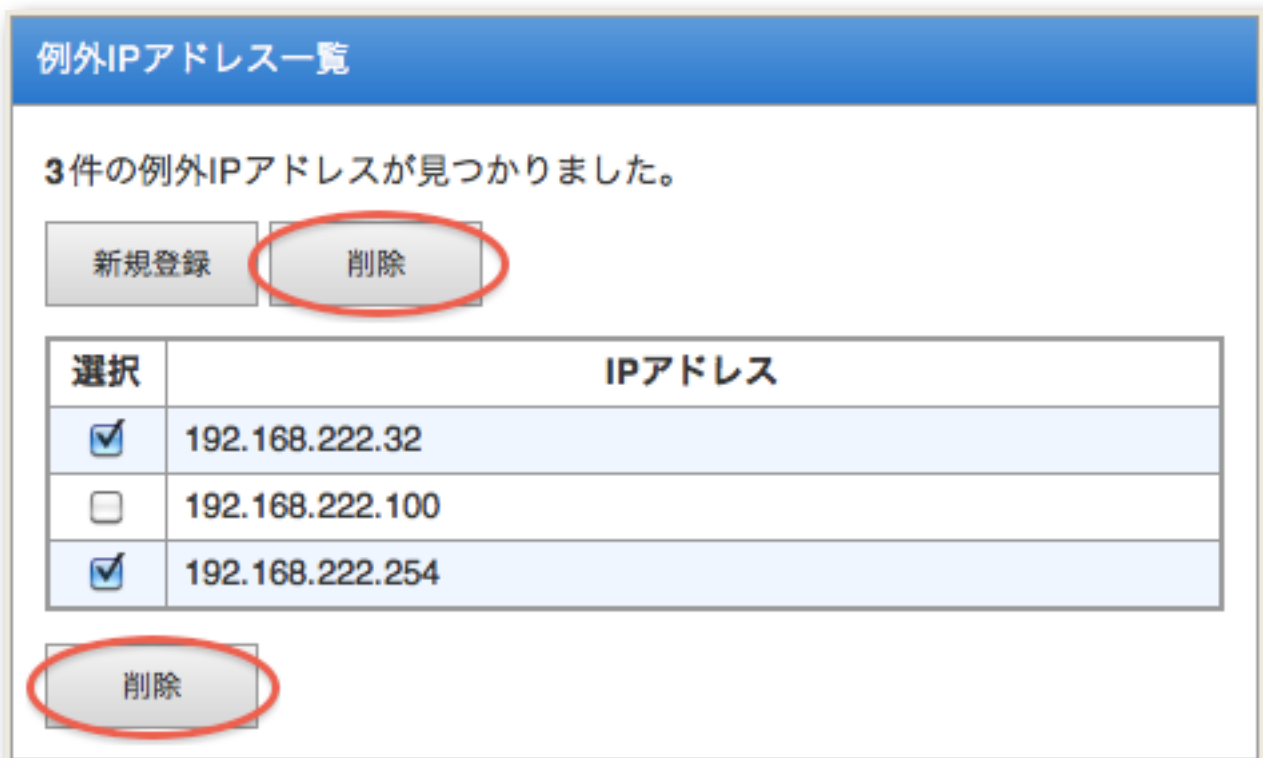 例外IPアドレス一覧
3件の例外IPアドレスが見つかりました。
新規登録 削除
選択 IPアドレス
192.168.222.32
192.168.222.100
192.168.222.254
削除